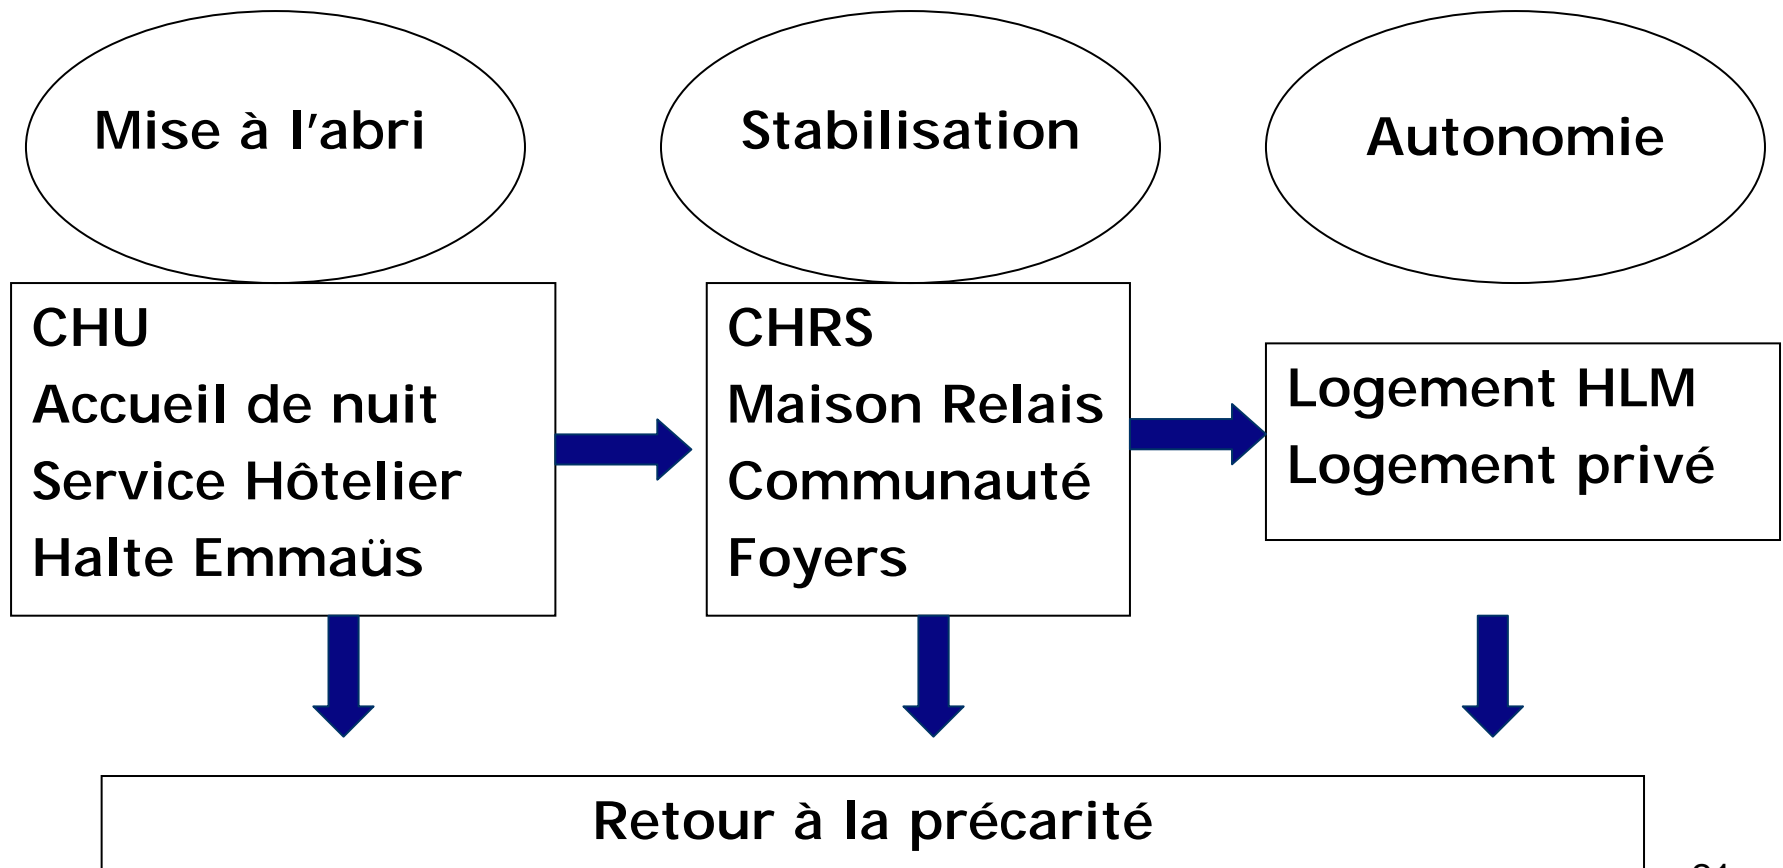 Mise à l'abri
Stabilisation
Autonomie
CHU
Accueil de nuit
Service Hôtelier
Halte Emmaüs
CHRS
Maison Relais
Communauté
Foyers
Logement HLM
Logement privé
Retour à la précarité